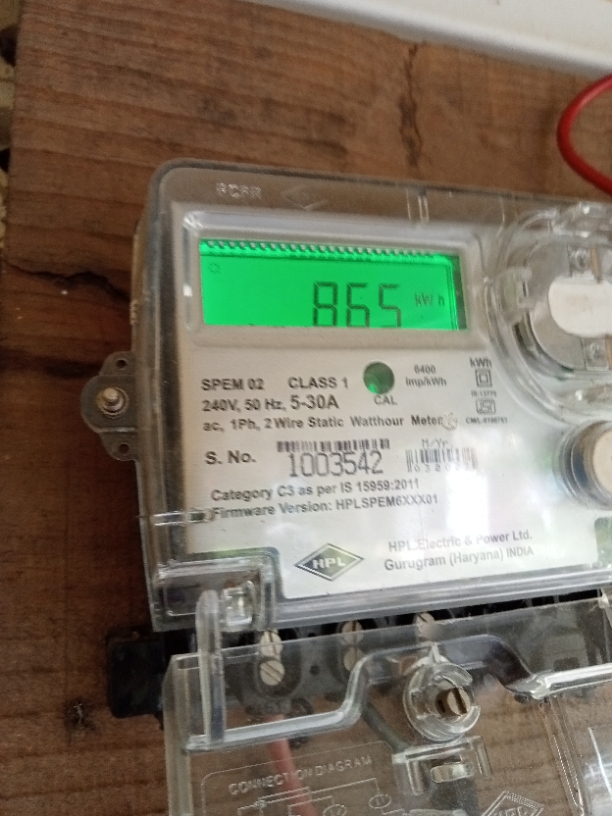 865 kWh
SPEM 02 CLASS 1
6400 imp/kWh
kWh
240V, 50 Hz, 5-30A
CAL
ac, 1Ph, 2 Wire Static Watthour Meter
S. No. 1003542
M/Yr.
Category C3 as per IS 15959:2011
Firmware Version: HPLSPEM6XXX01
HPL
HPL Electric & Power Ltd.
Gurugram (Haryana) INDIA
CONNECTION DIAGRAM